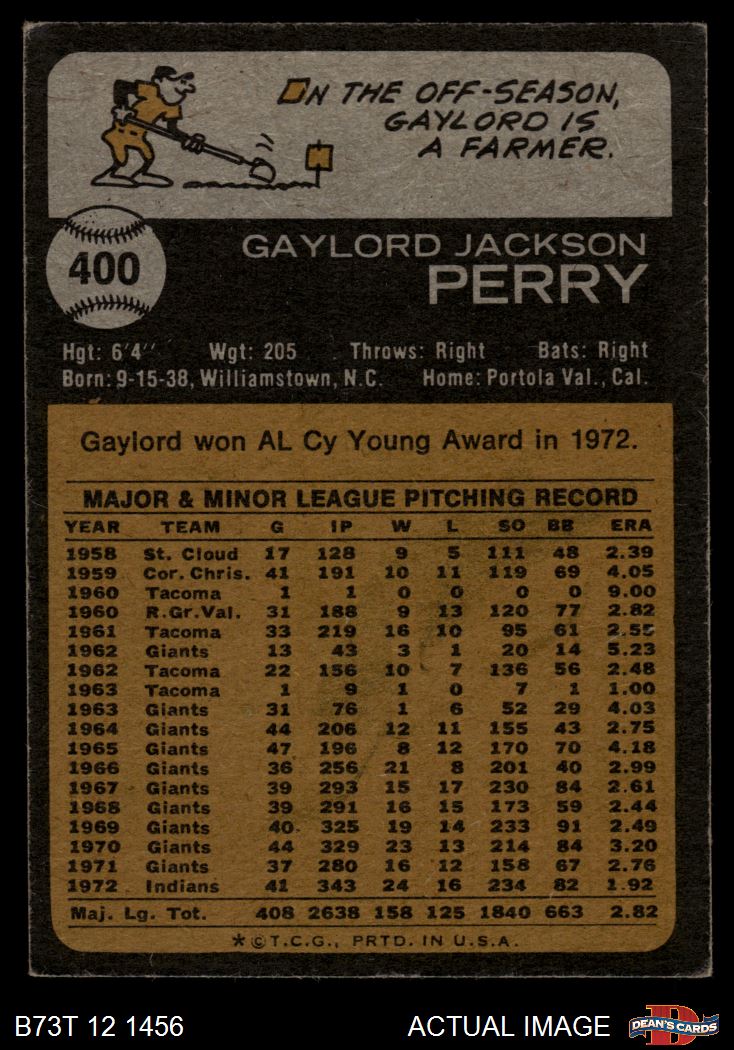 IN THE OFF-SEASON,
GAYLORD IS
A FARMER.
400
GAYLORD JACKSON
PERRY
Hgt: 6'4" Wgt: 205 Throws: Right Bats: Right
Born: 9-15-38, Williamstown, N.C. Home: Portola Val., Cal.
Gaylord won AL Cy Young Award in 1972.
MAJOR & MINOR LEAGUE PITCHING RECORD
YEAR TEAM G IP W L SO BB ERA
1958 St. Cloud 17 128 9 5 111 48 2.39
1959 Cor. Chris. 41 191 10 11 119 69 4.05
1960 Tacoma 1 1 0 0 0 0 9.00
1960 R.Gr.Val. 31 188 9 13 120 77 2.82
1961 Tacoma 33 219 16 10 95 61 2.55
1962 Giants 13 43 3 1 20 14 5.23
1962 Tacoma 22 156 10 7 136 56 2.48
1963 Tacoma 1 9 1 0 7 1 1.00
1963 Giants 31 76 1 6 52 29 4.03
1964 Giants 44 206 12 11 155 43 2.75
1965 Giants 47 196 8 12 170 70 4.18
1966 Giants 36 256 21 8 201 40 2.99
1967 Giants 39 293 15 17 230 84 2.61
1968 Giants 39 291 16 15 173 59 2.44
1969 Giants 40 325 19 14 233 91 2.49
1970 Giants 44 329 23 13 214 84 3.20
1971 Giants 37 280 16 12 158 67 2.76
1972 Indians 41 343 24 16 234 82 1.92
Maj. Lg. Tot. 408 2638 158 125 1840 663 2.82
*©T.C.G., PRTD. IN U.S.A.
B73T 12 1456 ACTUAL IMAGE DEAN'S CARDS